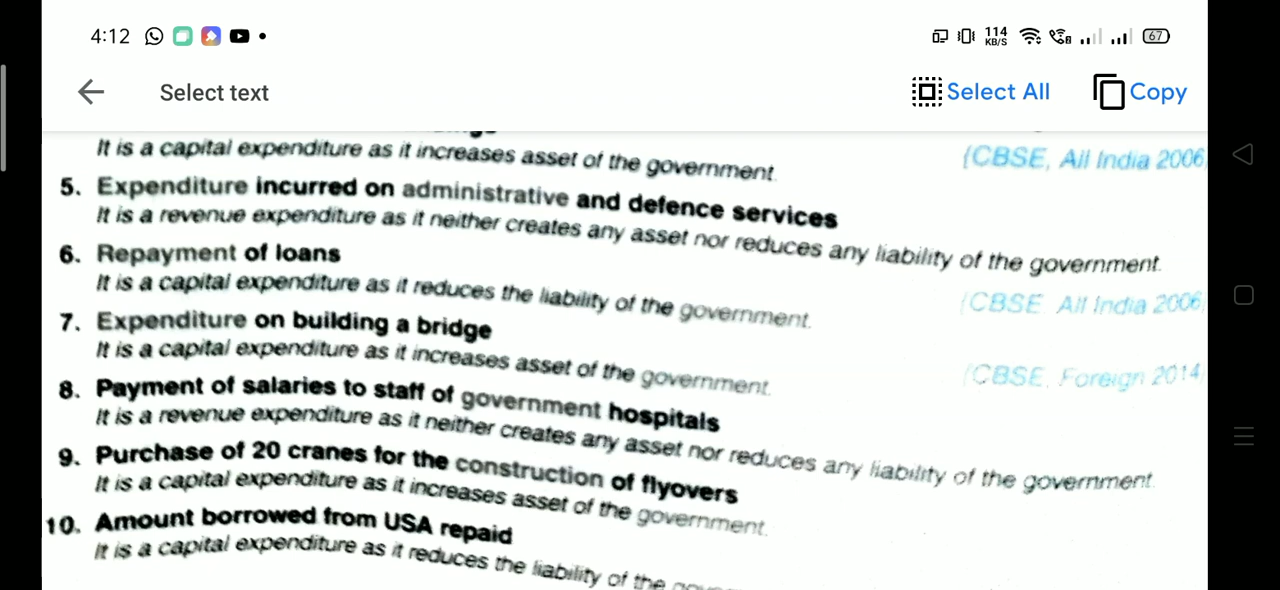 4:12 114 KB/S 67
Select text Select All Copy
It is a capital expenditure as it increases asset of the government. (CBSE, All India 2006
5. Expenditure incurred on administrative and defence services
It is a revenue expenditure as it neither creates any asset nor reduces any liability of the government.
6. Repayment of loans
It is a capital expenditure as it reduces the liability of the government. (CBSE, All India 2006
7. Expenditure on building a bridge
It is a capital expenditure as it increases asset of the government. (CBSE, Foreign 2014)
8. Payment of salaries to staff of government hospitals
It is a revenue expenditure as it neither creates any asset nor reduces any liability of the government.
9. Purchase of 20 cranes for the construction of flyovers
It is a capital expenditure as it increases asset of the government.
10. Amount borrowed from USA repaid
It is a capital expenditure as it reduces the liability of the